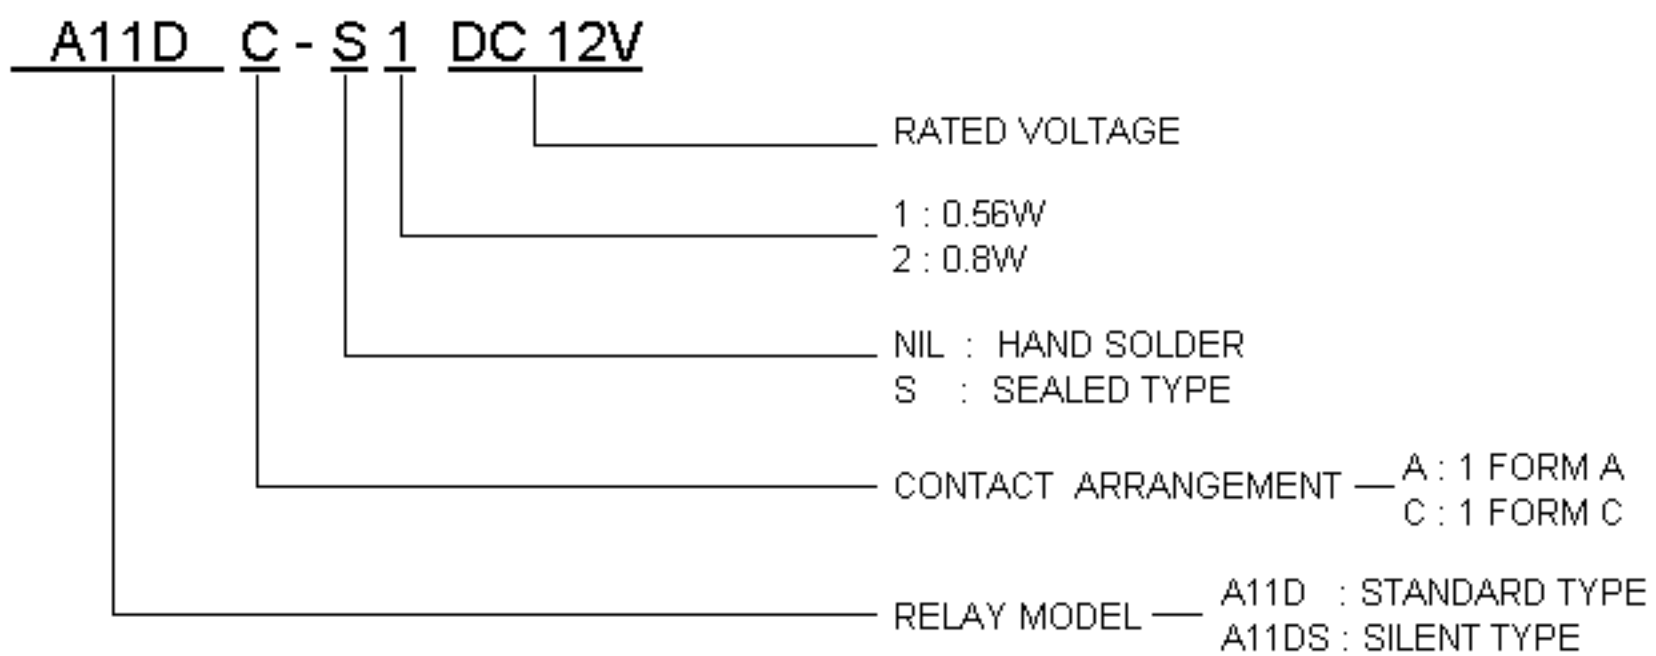 A11D C - S 1 DC 12V
RATED VOLTAGE
1 : 0.56W
2 : 0.8W
NIL : HAND SOLDER
S : SEALED TYPE
CONTACT ARRANGEMENT
A : 1 FORM A
C : 1 FORM C
RELAY MODEL
A11D : STANDARD TYPE
A11DS : SILENT TYPE